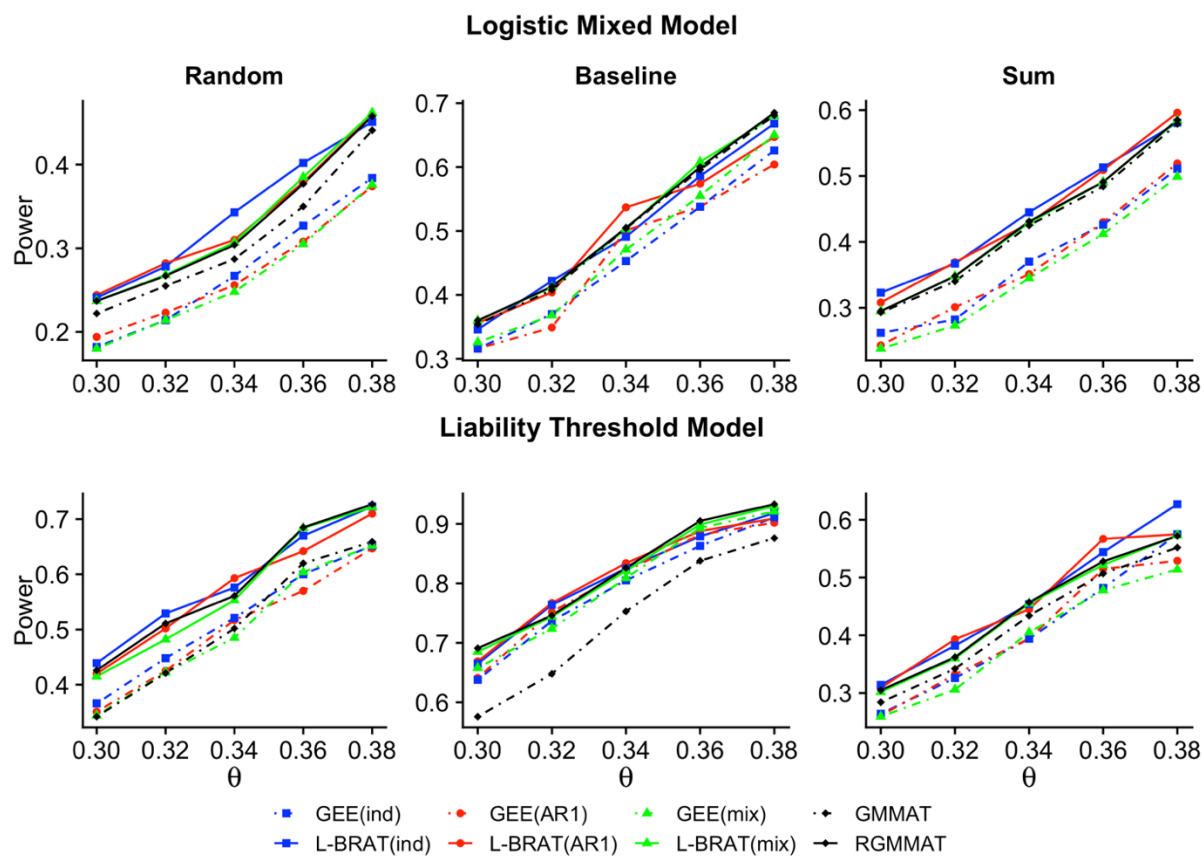 Logistic Mixed Model
Random Baseline Sum
Power
0.4
0.3
0.2
0.30 0.32 0.34 0.36 0.38
0.7
0.6
0.5
0.4
0.3
0.30 0.32 0.34 0.36 0.38
0.6
0.5
0.4
0.3
0.30 0.32 0.34 0.36 0.38
Liability Threshold Model
Power
0.7
0.6
0.5
0.4
0.30 0.32 0.34 0.36 0.38
θ
0.9
0.8
0.7
0.6
0.30 0.32 0.34 0.36 0.38
θ
0.6
0.5
0.4
0.3
0.30 0.32 0.34 0.36 0.38
θ
GEE(ind) GEE(AR1) GEE(mix) GMMAT
L-BRAT(ind) L-BRAT(AR1) L-BRAT(mix) RGMMAT